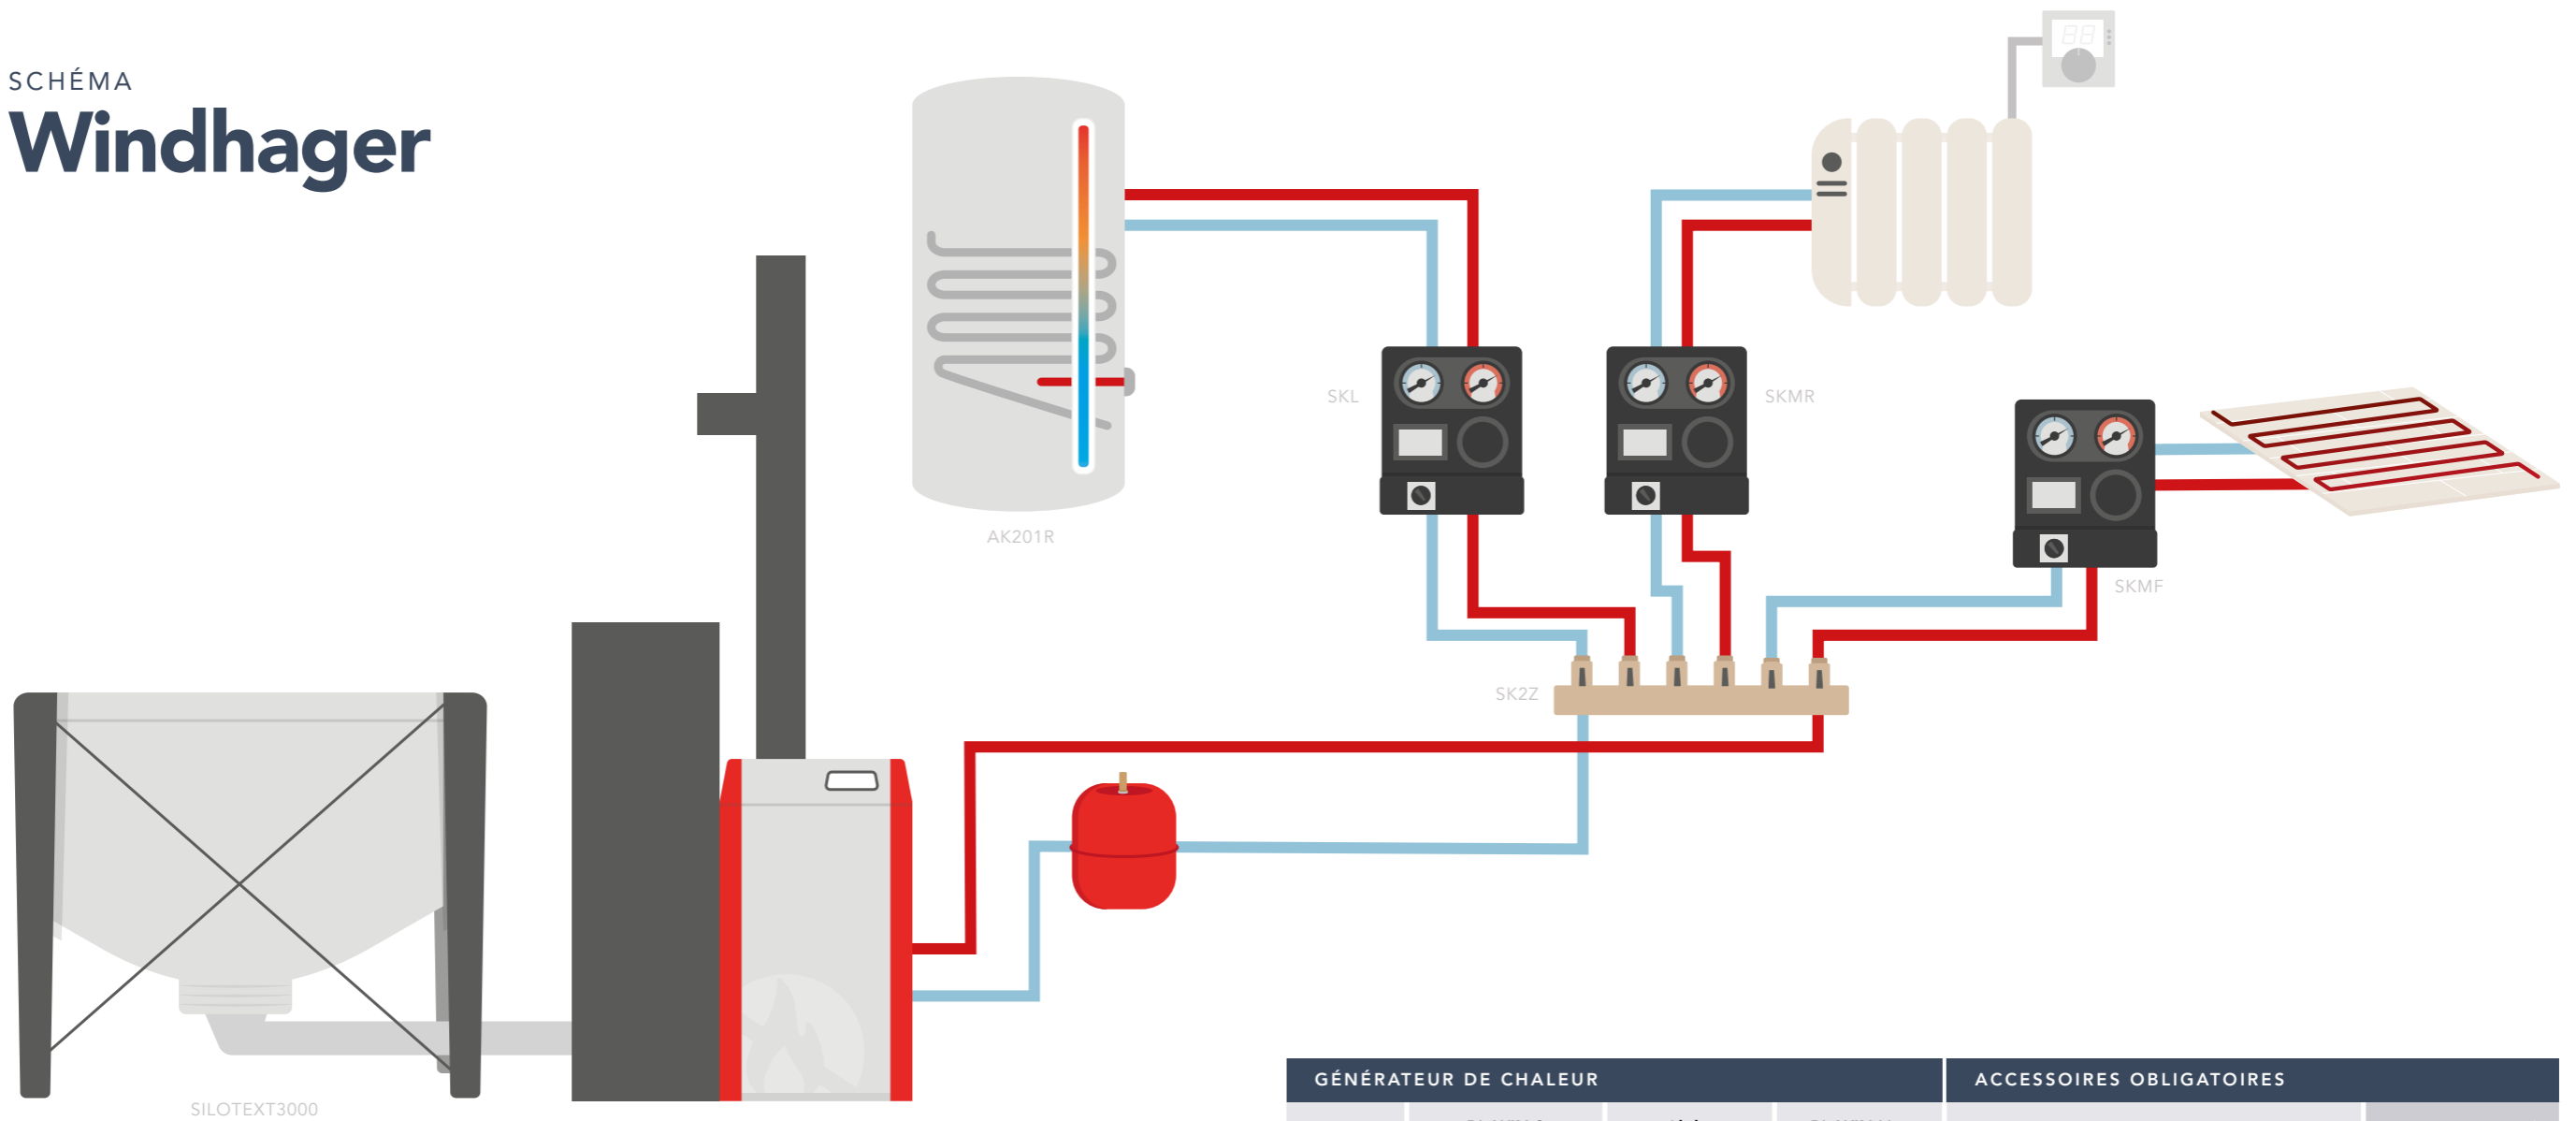 SCHÉMA
Windhager
AK201R
SKL
SKMR
SKMF
SK2Z
SILOTEXT3000
GÉNÉRATEUR DE CHALEUR
ACCESSOIRES OBLIGATOIRES